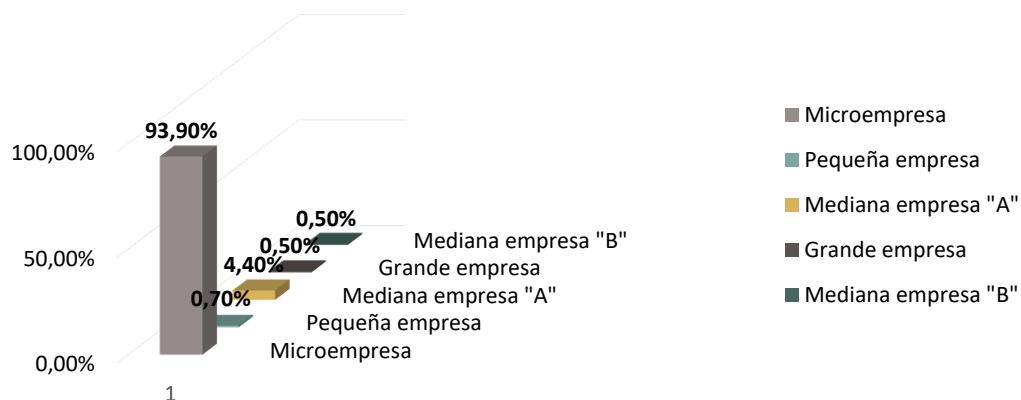 93,90%
100,00%
50,00%
0,00%
0,50%
0,50%
4,40%
0,70%
Mediana empresa "B"
Grande empresa
Mediana empresa "A"
Pequeña empresa
Microempresa
1
Microempresa
Pequeña empresa
Mediana empresa "A"
Grande empresa
Mediana empresa "B"